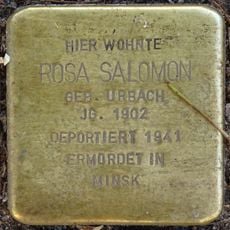 HIER WOHNTE
ROSA SALOMON
GEB. URBACH
JG. 1902
DEPORTIERT 1941
ERMORDET IN
MINSK